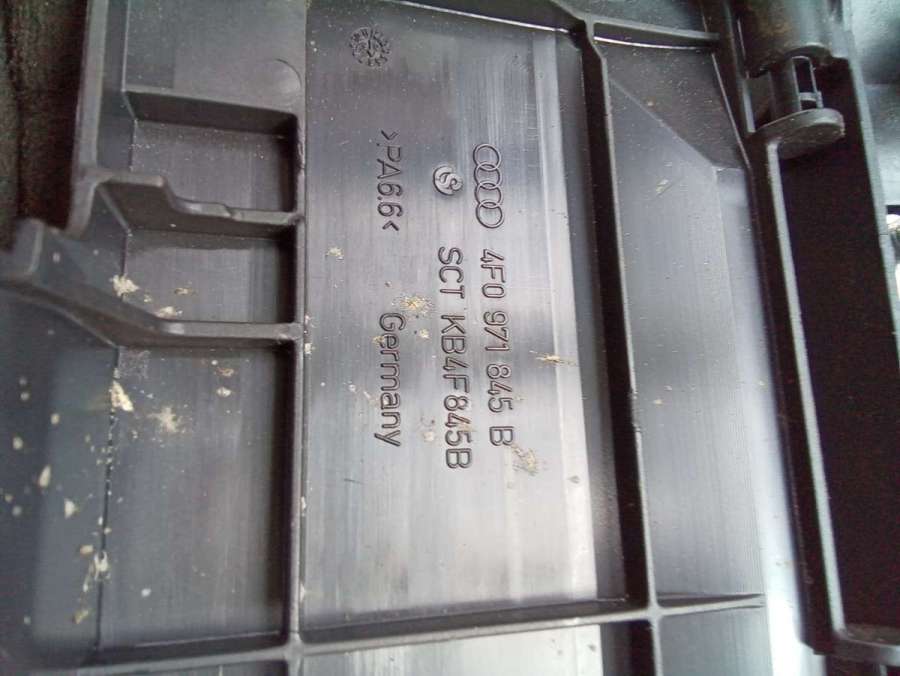 4F0 971 845 B
SCT KB4F845B
>PA6.6<
Germany